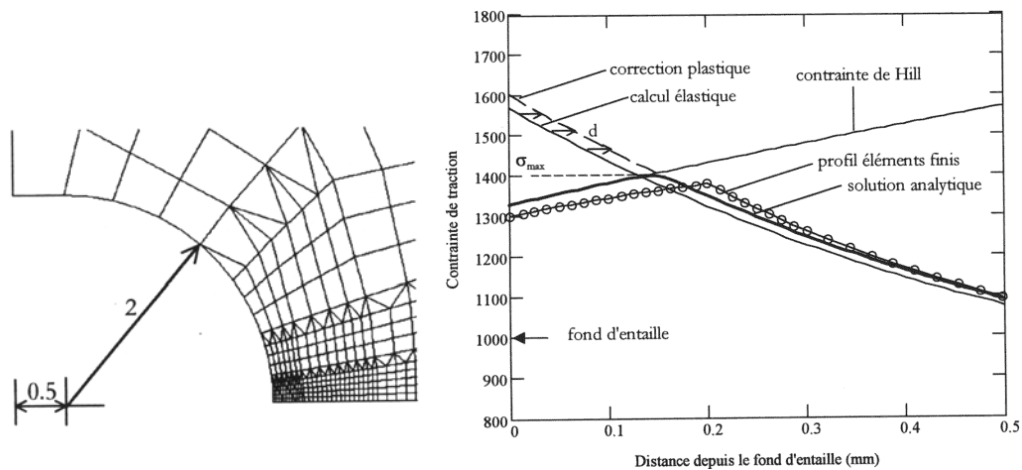 2
0.5
1800
1700
1600
1500
1400
1300
1200
1100
1000
900
800
Contrainte de traction
correction plastique
calcul élastique
contrainte de Hill
d
σmax
profil éléments finis
solution analytique
fond d'entaille
0
0.1
0.2
0.3
0.4
0.5
Distance depuis le fond d'entaille (mm)